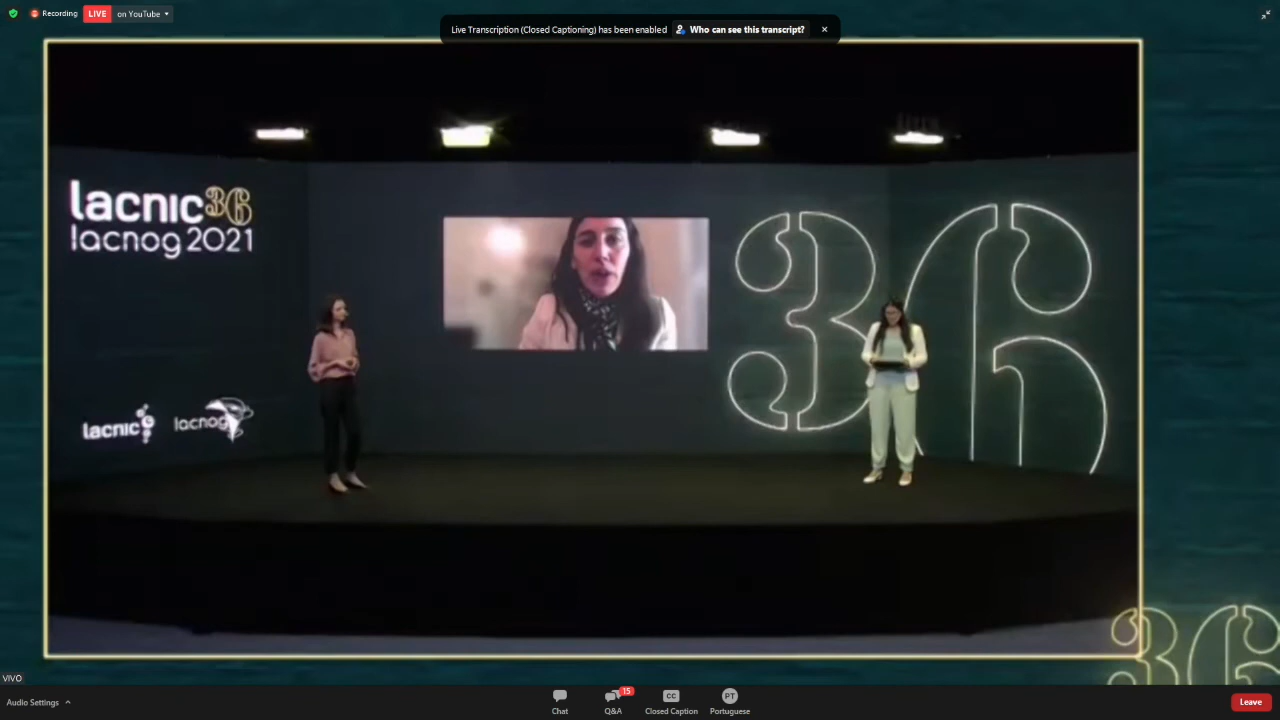 Recording
LIVE
on YouTube
Live Transcription (Closed Captioning) has been enabled
Who can see this transcript?
lacnic36
lacnog 2021
36
lacnic
lacnog
36
VIVO
Audio Settings
Chat
15
Q&A
CC
Closed Caption
PT
Portuguese
Leave